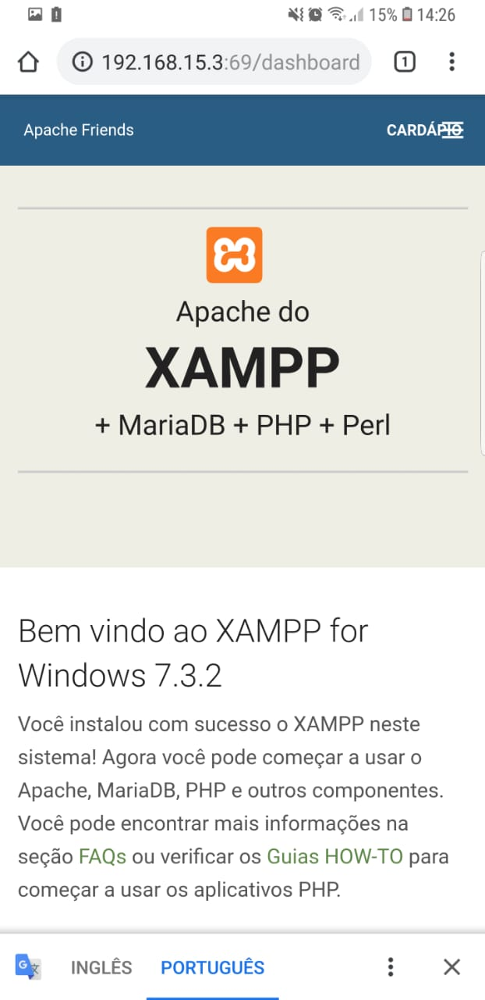 15% 14:26
192.168.15.3:69/dashboard 1
Apache Friends CARDÁPIO
Apache do
XAMPP
+ MariaDB + PHP + Perl
Bem vindo ao XAMPP for
Windows 7.3.2
Você instalou com sucesso o XAMPP neste
sistema! Agora você pode começar a usar o
Apache, MariaDB, PHP e outros componentes.
Você pode encontrar mais informações na
seção FAQs ou verificar os Guias HOW-TO para
começar a usar os aplicativos PHP.
G 文 INGLÊS PORTUGUÊS